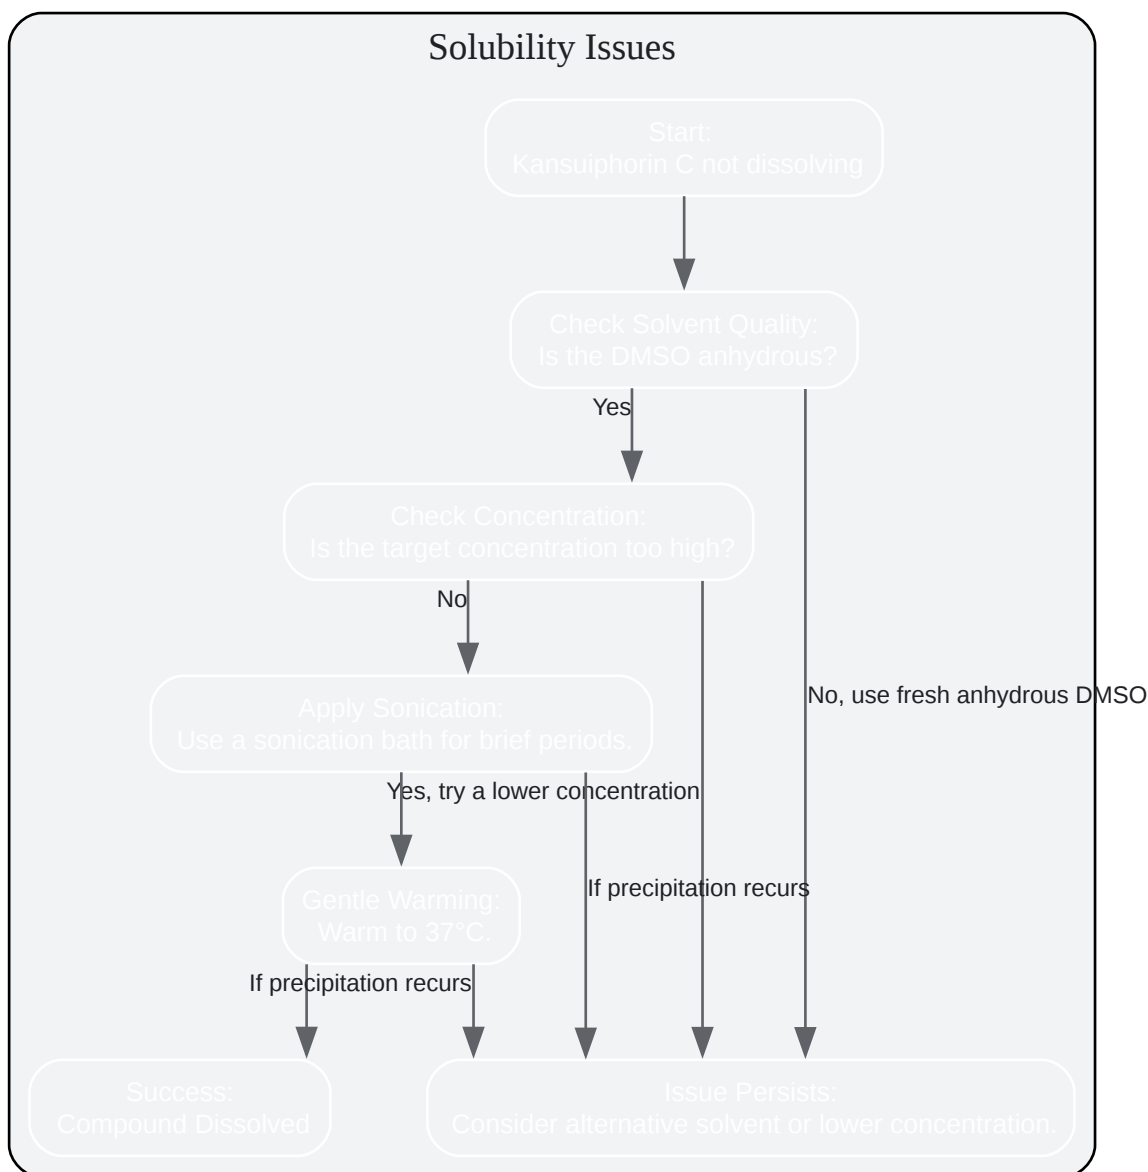 Solubility Issues
Start:
Kansuiphorin C not dissolving
Check Solvent Quality:
Is the DMSO anhydrous?
Yes
Check Concentration:
Is the target concentration too high?
No
Apply Sonication:
Use a sonication bath for brief periods.
No, use fresh anhydrous DMSO
Yes, try a lower concentration
If precipitation recurs
Gentle Warming:
Warm to 37°C.
If precipitation recurs
Success:
Compound Dissolved
Issue Persists:
Consider alternative solvent or lower concentration.